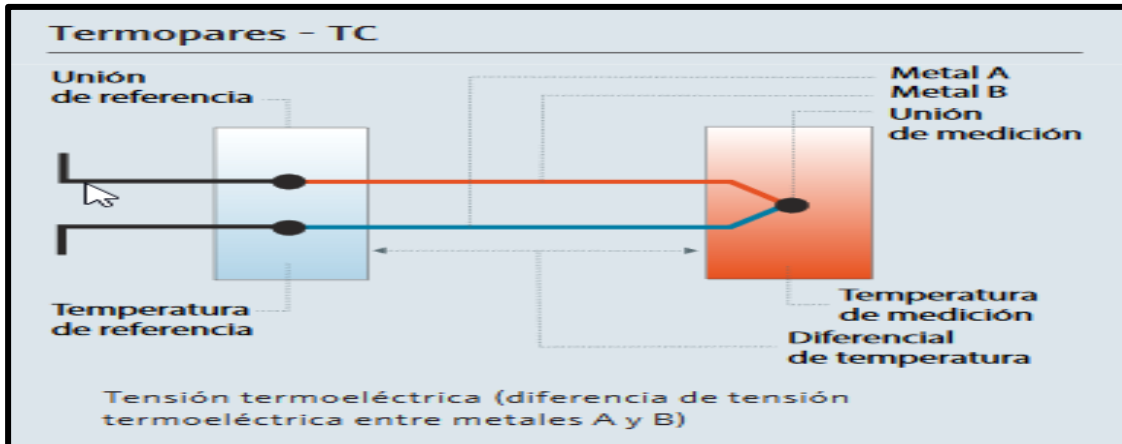 Termopares – TC
Unión
de referencia
Metal A
Metal B
Unión
de medición
Temperatura
de referencia
Temperatura
de medición
Diferencial
de temperatura
Tensión termoeléctrica (diferencia de tensión
termoeléctrica entre metales A y B)